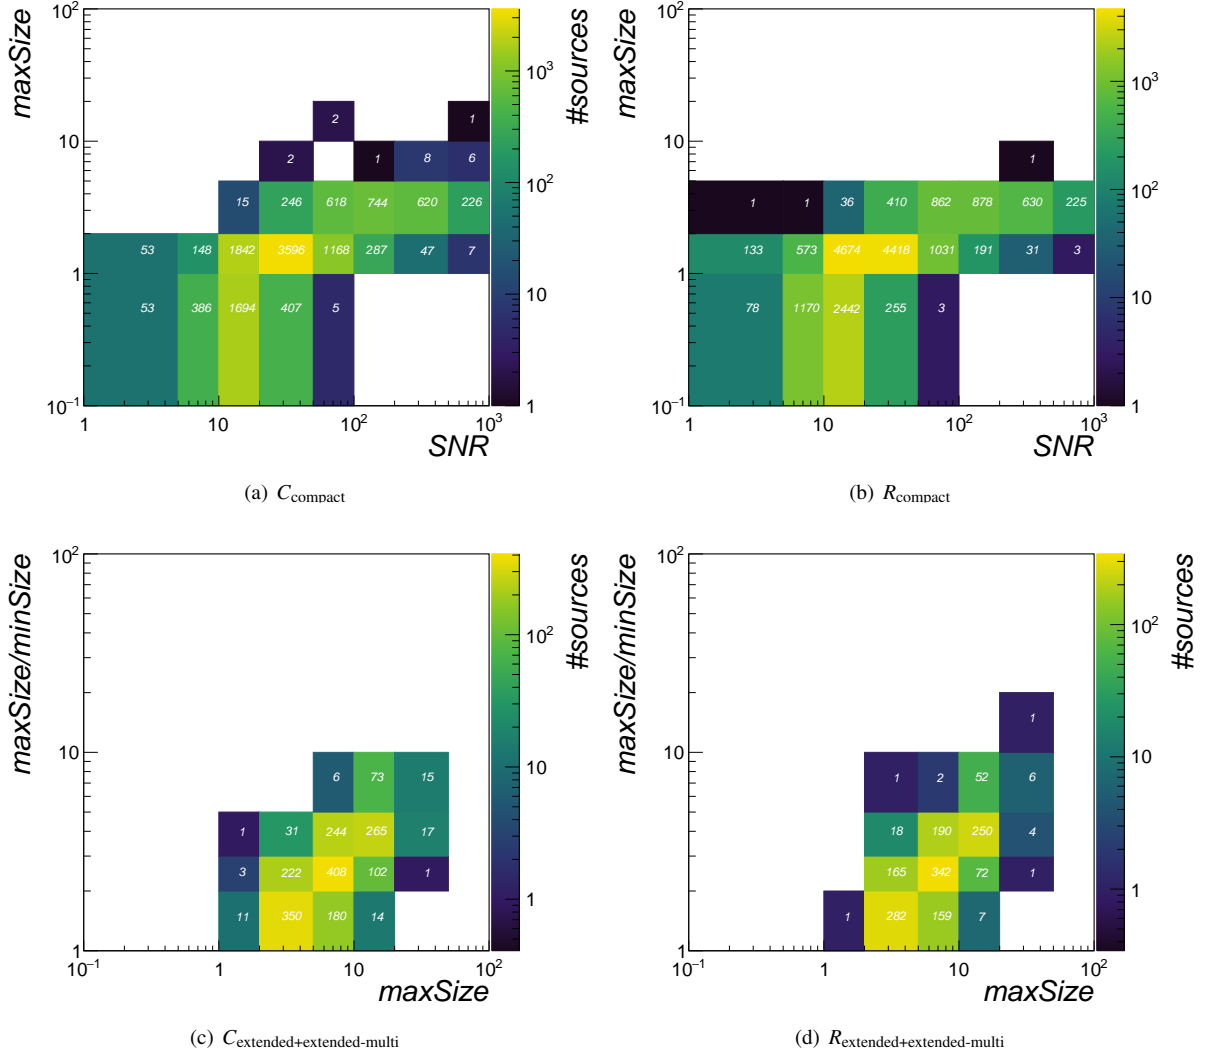 maxSize
10²
10
1
10⁻¹
2 1
2 1 8 6
15 246 618 744 620 226
53 148 1842 3596 1168 287 47 7
53 386 1694 407 5
1 10 10² 10³
SNR
#sources
10³
10²
10
1
(a) C_compact
maxSize
10²
10
1
10⁻¹
1
1 1 36 410 862 878 630 225
133 573 4674 4418 1031 191 31 3
78 1170 2442 255 3
1 10 10² 10³
SNR
#sources
10³
10²
10
1
(b) R_compact
maxSize/minSize
10²
10
1
6 73 15
1 31 244 265 17
3 222 408 102 1
11 350 180 14
10⁻¹ 1 10 10²
maxSize
#sources
10²
10
1
(c) C_extended+extended-multi
maxSize/minSize
10²
10
1
1
1 2 52 6
18 190 250 4
165 342 72 1
1 282 159 7
10⁻¹ 1 10 10²
maxSize
#sources
10²
10
1
(d) R_extended+extended-multi